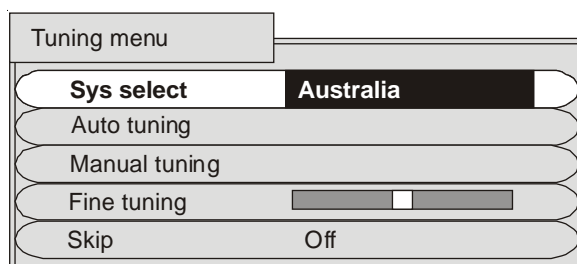 Tuning menu
Sys select Australia
Auto tuning
Manual tuning
Fine tuning
Skip Off